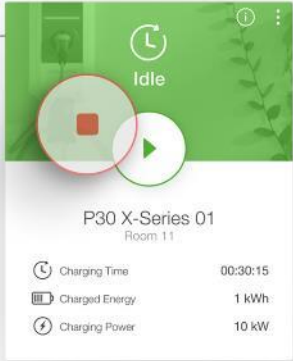 Idle
P30 X-Series 01
Room 11
Charging Time 00:30:15
Charged Energy 1 kWh
Charging Power 10 kW